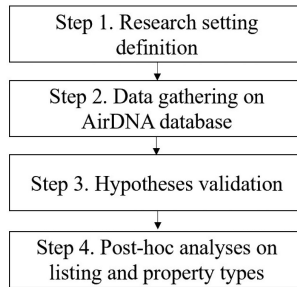 Step 1. Research setting
definition
Step 2. Data gathering on
AirDNA database
Step 3. Hypotheses validation
Step 4. Post-hoc analyses on
listing and property types